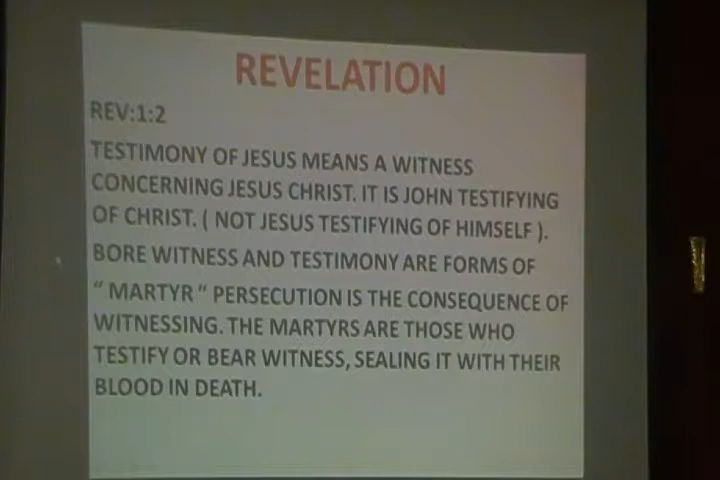 REVELATION
REV:1:2
TESTIMONY OF JESUS MEANS A WITNESS
CONCERNING JESUS CHRIST. IT IS JOHN TESTIFYING
OF CHRIST. ( NOT JESUS TESTIFYING OF HIMSELF ).
BORE WITNESS AND TESTIMONY ARE FORMS OF
“ MARTYR “ PERSECUTION IS THE CONSEQUENCE OF
WITNESSING. THE MARTYRS ARE THOSE WHO
TESTIFY OR BEAR WITNESS, SEALING IT WITH THEIR
BLOOD IN DEATH.